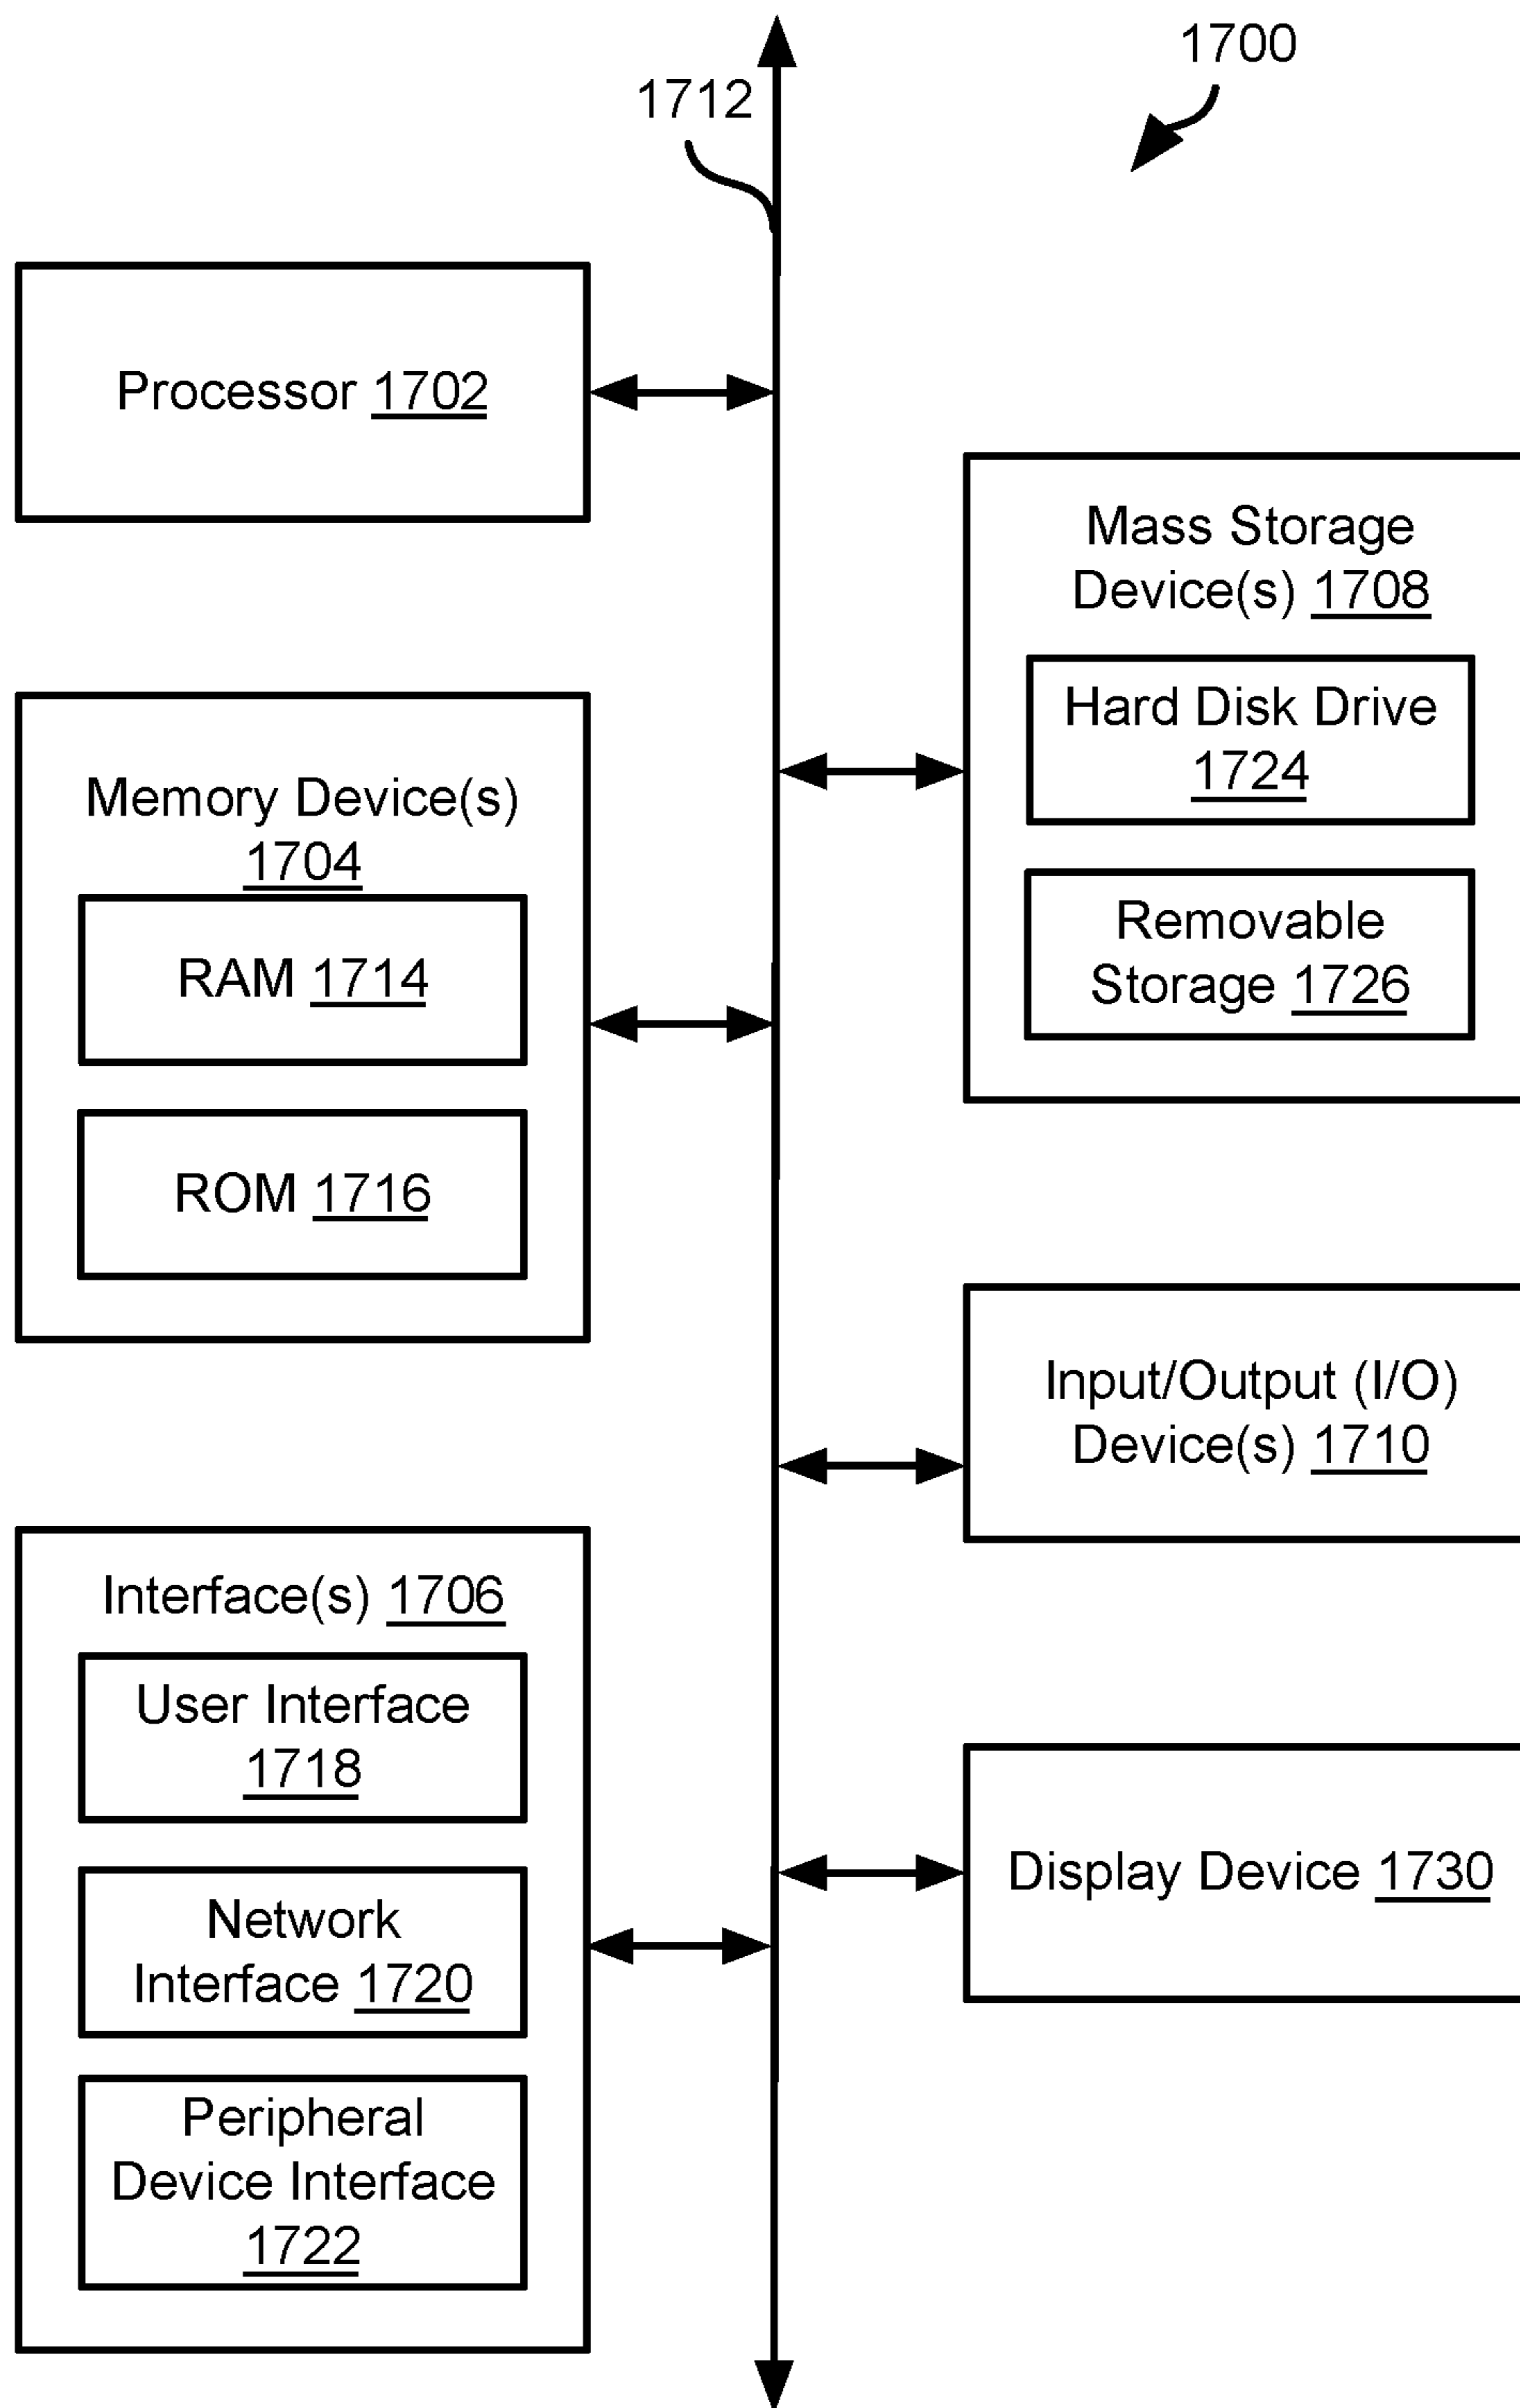 1700
1712
Processor 1702
Mass Storage
Device(s) 1708
Hard Disk Drive
1724
Removable
Storage 1726
Memory Device(s)
1704
RAM 1714
ROM 1716
Input/Output (I/O)
Device(s) 1710
Interface(s) 1706
User Interface
1718
Network
Interface 1720
Peripheral
Device Interface
1722
Display Device 1730